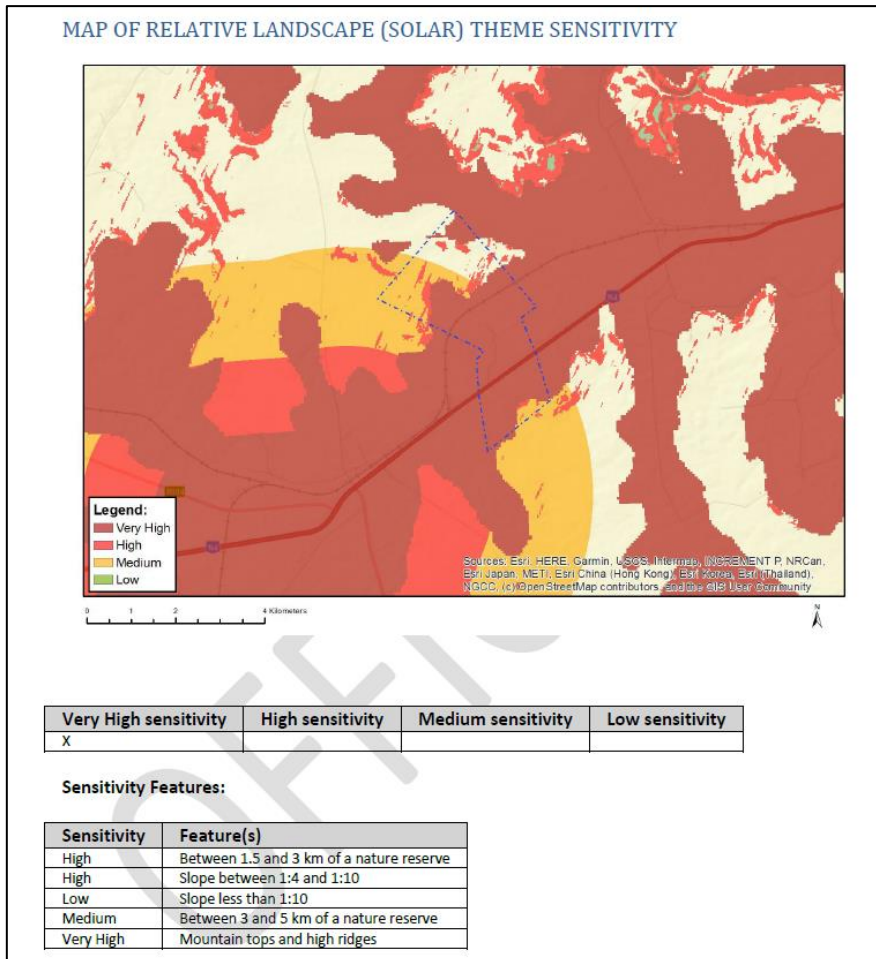 MAP OF RELATIVE LANDSCAPE (SOLAR) THEME SENSITIVITY
Legend:
Very High
High
Medium
Low
Sources: Esri, HERE, Garmin, USGS, Intermap, INCREMENT P, NRCan,
Esri Japan, METI, Esri China (Hong Kong), Esri Korea, Esri (Thailand),
NGCC, (c) OpenStreetMap contributors, and the GIS User Community
0 1 2 4 Kilometers
N
Very High sensitivity High sensitivity Medium sensitivity Low sensitivity
X
Sensitivity Features:
Sensitivity Feature(s)
High Between 1.5 and 3 km of a nature reserve
High Slope between 1:4 and 1:10
Low Slope less than 1:10
Medium Between 3 and 5 km of a nature reserve
Very High Mountain tops and high ridges